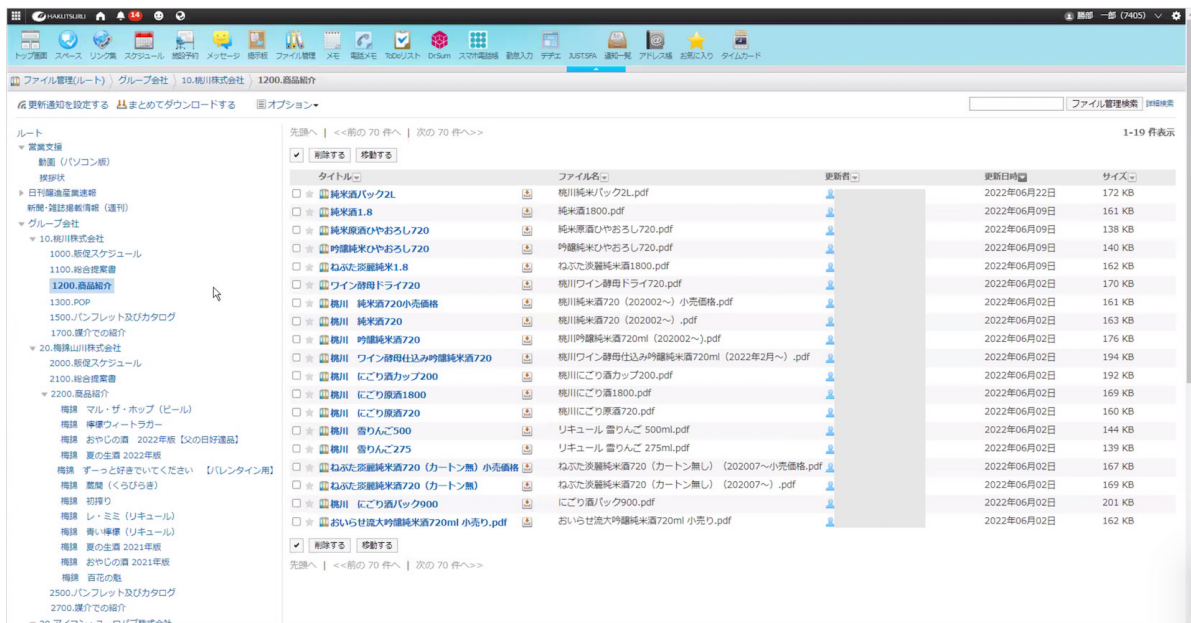 HAKUTSURU 14 勝部 一郎 (7405)
トップ画面 スペース リンク集 スケジュール 施設予約 メッセージ 掲示板 ファイル管理 メモ 電話メモ ToDoリスト DrSum スマホ電話帳 勤怠入力 デヂエ JUST.SFA 通知一覧 アドレス帳 お気に入り タイムカード
ファイル管理(ルート) グループ会社 10.桃川株式会社 1200.商品紹介
更新通知を設定する まとめてダウンロードする オプション ファイル管理検索 詳細検索
ルート
営業支援
動画（パソコン版）
挨拶状
日刊醸造産業速報
新聞・雑誌掲載情報（週刊）
グループ会社
10.桃川株式会社
1000.販促スケジュール
1100.総合提案書
1200.商品紹介
1300.POP
1500.パンフレット及びカタログ
1700.媒介での紹介
20.梅錦山川株式会社
2000.販促スケジュール
2100.総合提案書
2200.商品紹介
梅錦 マル・ザ・ホップ（ビール）
梅錦 檸檬ウィートラガー
梅錦 おやじの酒 2022年版【父の日好適品】
梅錦 夏の生酒 2022年版
梅錦 ずーっと好きでいてください 【バレンタイン用】
梅錦 蔵開（くらびらき）
梅錦 初搾り
梅錦 レ・ミミ（リキュール）
梅錦 青い檸檬（リキュール）
梅錦 夏の生酒 2021年版
梅錦 おやじの酒 2021年版
梅錦 百花の魁
2500.パンフレット及びカタログ
2700.媒介での紹介
先頭へ | <<前の 70 件へ | 次の 70 件へ>> 1-19 件表示
削除する 移動する
タイトル ファイル名 更新者 更新日時 サイズ
純米酒パック2L 桃川純米パック2L.pdf 2022年06月22日 172 KB
純米酒1.8 純米酒1800.pdf 2022年06月09日 161 KB
純米原酒ひやおろし720 純米原酒ひやおろし720.pdf 2022年06月09日 138 KB
吟醸純米ひやおろし720 吟醸純米ひやおろし720.pdf 2022年06月09日 140 KB
ねぶた淡麗純米1.8 ねぶた淡麗純米酒1800.pdf 2022年06月09日 162 KB
ワイン酵母ドライ720 桃川ワイン酵母ドライ720.pdf 2022年06月02日 170 KB
桃川 純米酒720小売価格 桃川純米酒720（202002～）小売価格.pdf 2022年06月02日 161 KB
桃川 純米酒720 桃川純米酒720（202002～）.pdf 2022年06月02日 163 KB
桃川 吟醸純米酒720 桃川吟醸純米酒720ml（202002～).pdf 2022年06月02日 176 KB
桃川 ワイン酵母仕込み吟醸純米酒720 桃川ワイン酵母仕込み吟醸純米酒720ml（2022年2月～）.pdf 2022年06月02日 194 KB
桃川 にごり酒カップ200 桃川にごり酒カップ200.pdf 2022年06月02日 192 KB
桃川 にごり原酒1800 桃川にごり酒1800.pdf 2022年06月02日 169 KB
桃川 にごり原酒720 桃川にごり原酒720.pdf 2022年06月02日 160 KB
桃川 雪りんご500 リキュール 雪りんご 500ml.pdf 2022年06月02日 144 KB
桃川 雪りんご275 リキュール 雪りんご 275ml.pdf 2022年06月02日 139 KB
ねぶた淡麗純米酒720（カートン無）小売価格 ねぶた淡麗純米酒720（カートン無し）（202007～小売価格.pdf 2022年06月02日 167 KB
ねぶた淡麗純米酒720（カートン無） ねぶた淡麗純米酒720（カートン無し）（202007～）.pdf 2022年06月02日 169 KB
桃川 にごり酒パック900 にごり酒パック900.pdf 2022年06月02日 201 KB
おいらせ流大吟醸純米酒720ml 小売り.pdf おいらせ流大吟醸純米酒720ml 小売り.pdf 2022年06月02日 162 KB
削除する 移動する
先頭へ | <<前の 70 件へ | 次の 70 件へ>>